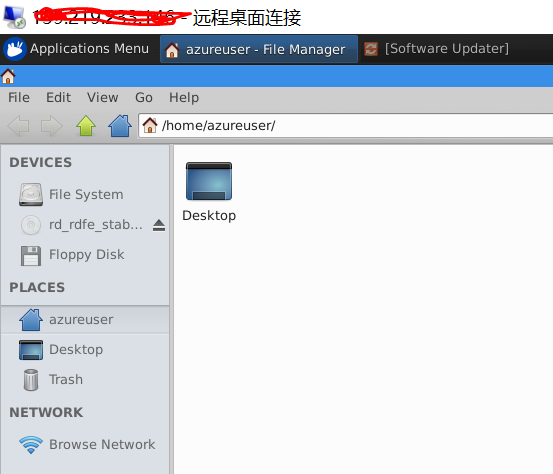 - 远程桌面连接
Applications Menu
azureuser - File Manager
[Software Updater]
File Edit View Go Help
/home/azureuser/
DEVICES
File System
rd_rdfe_stab...
Floppy Disk
PLACES
azureuser
Desktop
Trash
NETWORK
Browse Network
Desktop